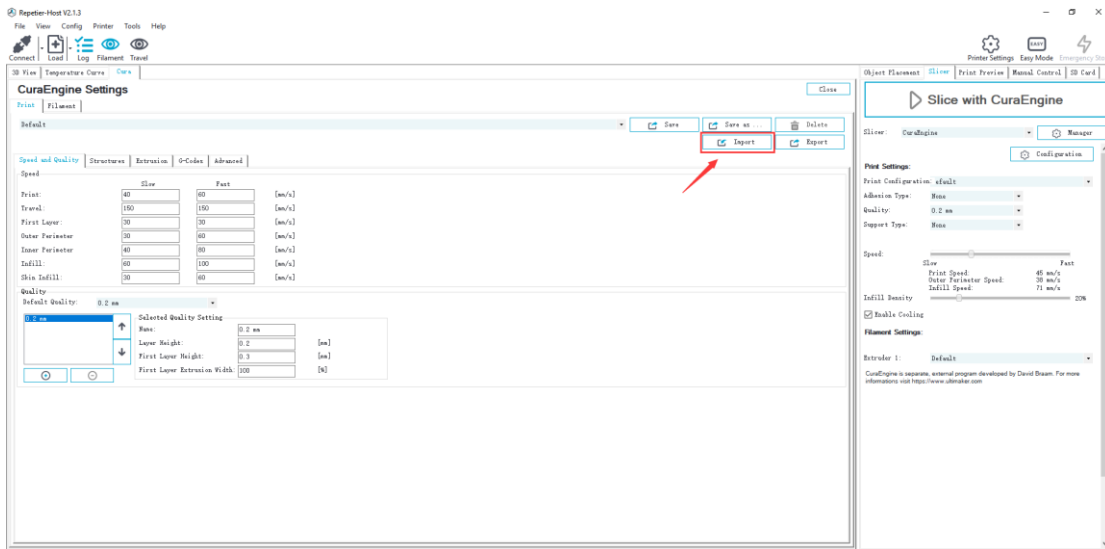 Repetier-Host V2.1.3
File View Config Printer Tools Help
Connect Load Log Filament Travel
Printer Settings Easy Mode Emergency Sto
EASY
3D View Temperature Curve Cura
Object Placement Slicer Print Preview Manual Control SD Card
CuraEngine Settings
Close
Slice with CuraEngine
Print Filament
Default
Save Save as ... Delete
Import Export
Slicer: CuraEngine Manager
Configuration
Speed and Quality Structures Extrusion G-Codes Advanced
Speed
Slow Fast
Print: 40 60 [mm/s]
Travel: 150 150 [mm/s]
First Layer: 30 30 [mm/s]
Outer Perimeter 30 60 [mm/s]
Inner Perimeter 40 80 [mm/s]
Infill: 60 100 [mm/s]
Skin Infill: 30 60 [mm/s]
Quality
Default Quality: 0.2 mm
0.2 mm
Selected Quality Setting
Name: 0.2 mm
Layer Height: 0.2 [mm]
First Layer Height: 0.3 [mm]
First Layer Extrusion Width: 100 [%]
Print Settings:
Print Configuration: efault
Adhesion Type: None
Quality: 0.2 mm
Support Type: None
Speed:
Slow Fast
Print Speed: 45 mm/s
Outer Perimeter Speed: 38 mm/s
Infill Speed: 71 mm/s
Infill Density 20%
Enable Cooling
Filament Settings:
Extruder 1: Default
CuraEngine is separate, external program developed by David Braam. For more
informations visit https://www.ultimaker.com